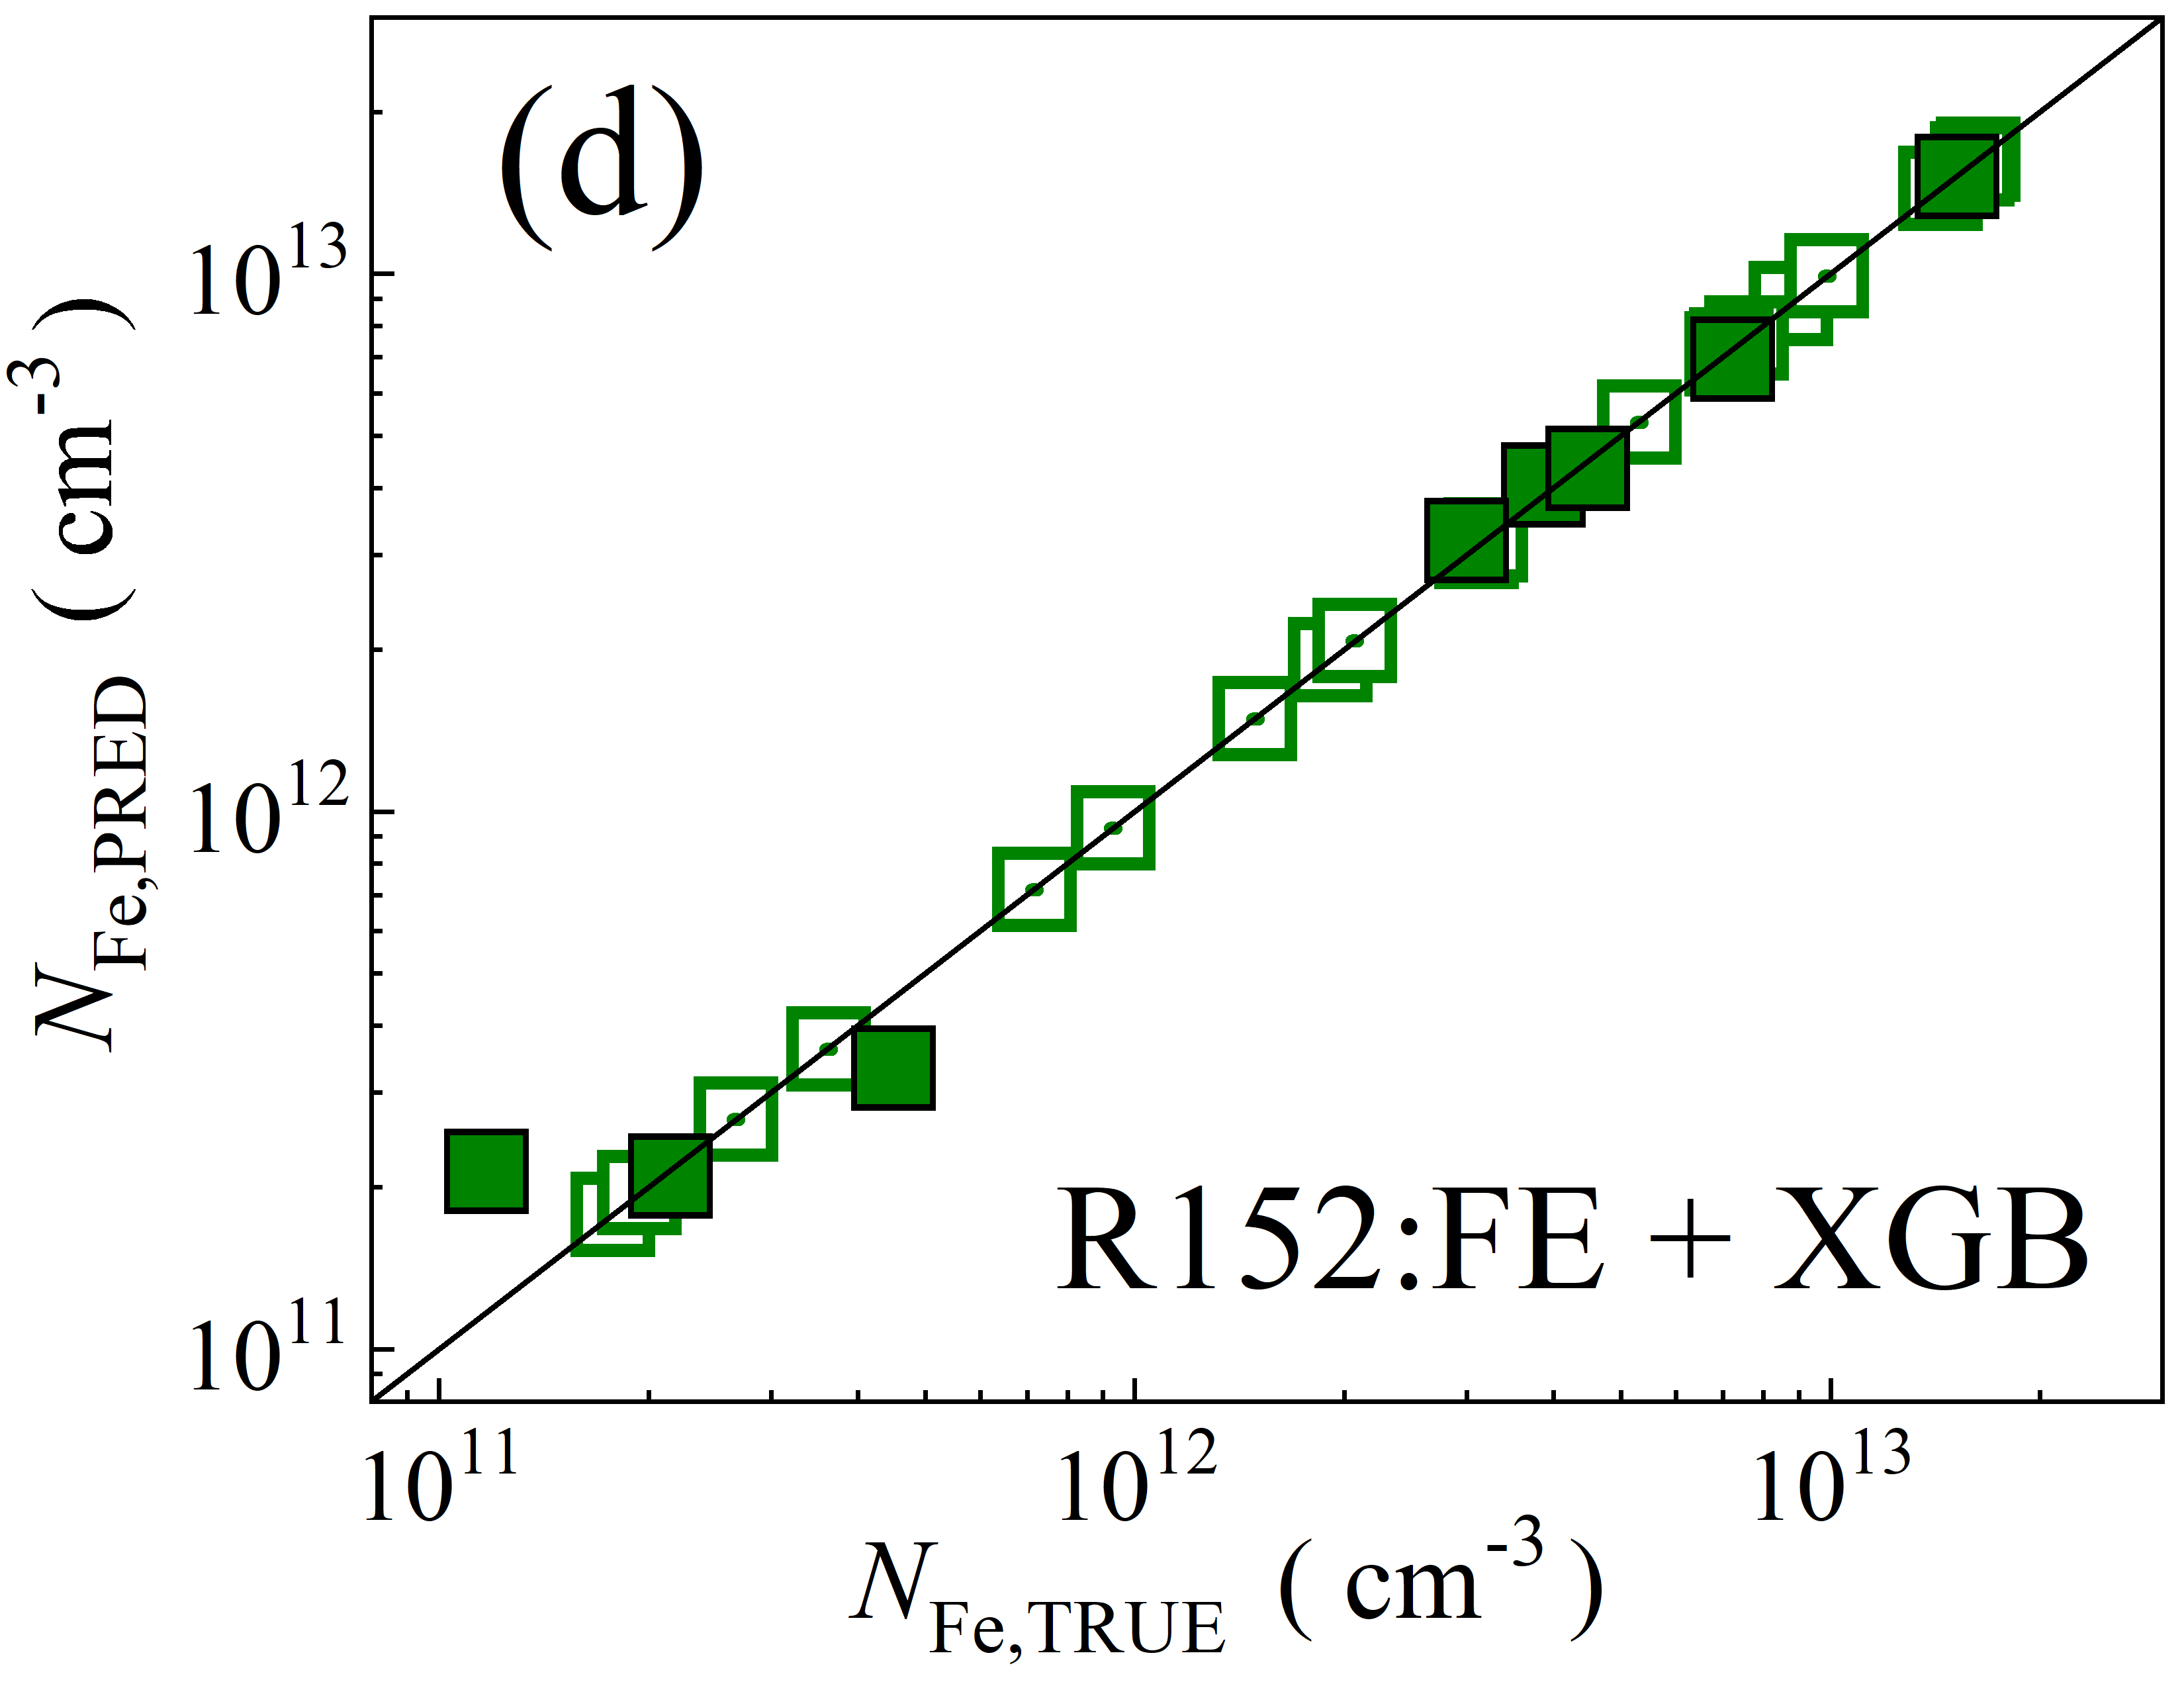 (d)
10^13
10^12
10^11
N_Fe,PRED ( cm^-3 )
R152:FE + XGB
10^11 10^12 10^13
N_Fe,TRUE ( cm^-3 )